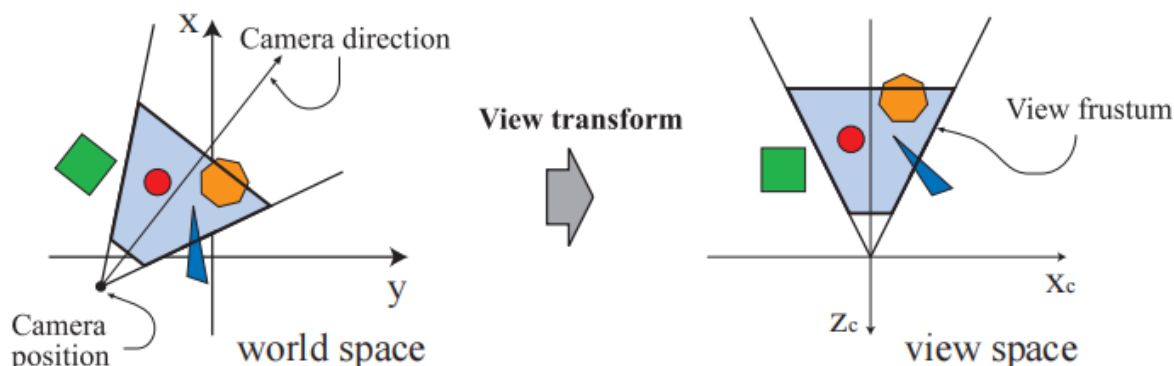 x
Camera direction
y
Camera
position
world space
View transform
View frustum
xc
zc
view space